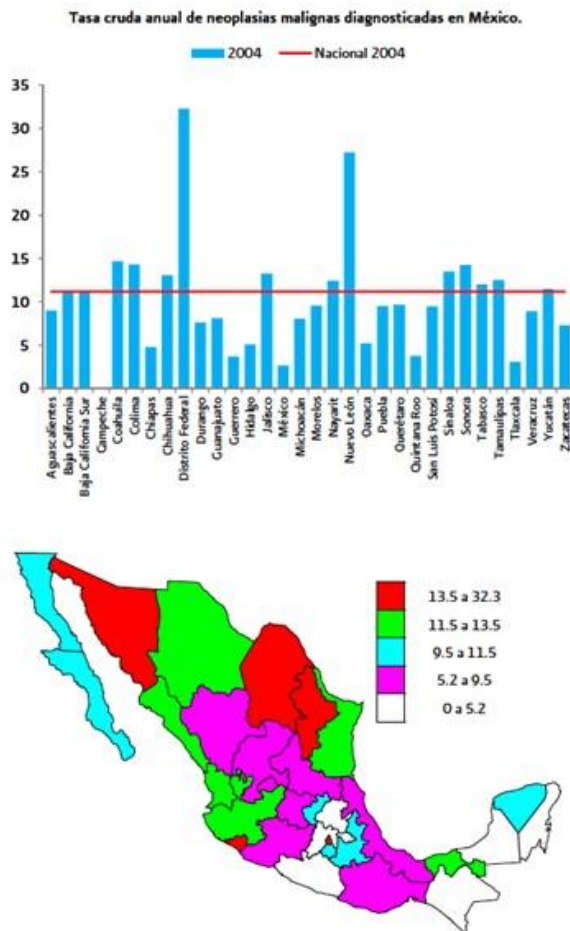 Tasa cruda anual de neoplasias malignas diagnosticadas en México.
2004
Nacional 2004
35
30
25
20
15
10
5
0
Aguascalientes
Baja California
Baja California Sur
Campeche
Coahuila
Colima
Chiapas
Chihuahua
Distrito Federal
Durango
Guanajuato
Guerrero
Hidalgo
Jalisco
México
Michoacán
Morelos
Nayarit
Nuevo León
Oaxaca
Puebla
Querétaro
Quintana Roo
San Luis Potosí
Sinaloa
Sonora
Tabasco
Tamaulipas
Tlaxcala
Veracruz
Yucatán
Zacatecas
13.5 a 32.3
11.5 a 13.5
9.5 a 11.5
5.2 a 9.5
0 a 5.2